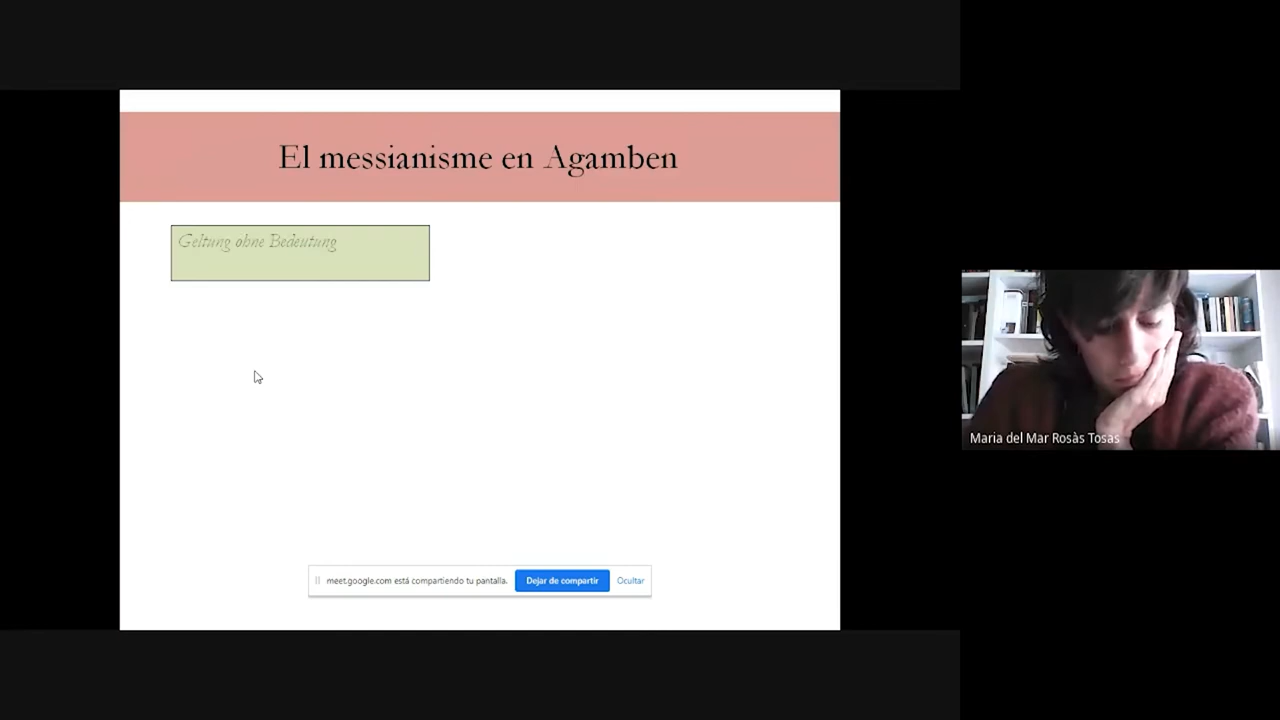 El messianisme en Agamben
Geltung ohne Bedeutung
meet.google.com está compartiendo tu pantalla.
Dejar de compartir
Ocultar
Maria del Mar Rosàs Tosas